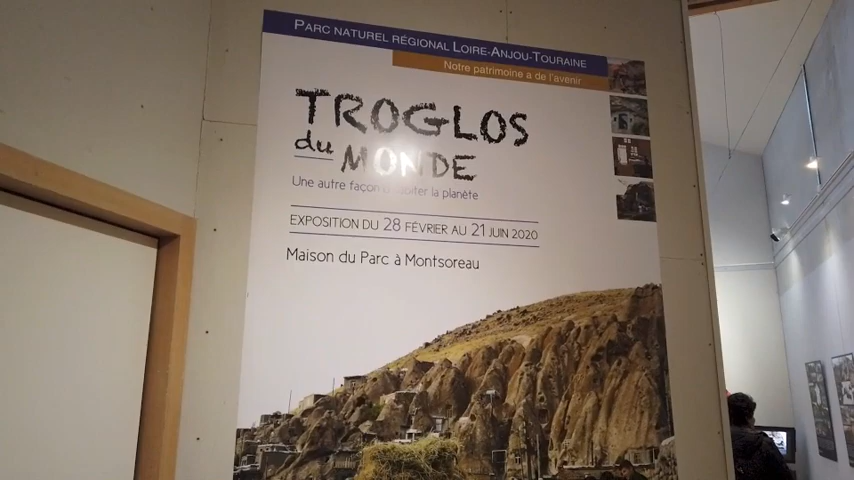 PARC NATUREL RÉGIONAL LOIRE-ANJOU-TOURAINE
Notre patrimoine a de l'avenir
TROGLOS
du MONDE
Une autre façon d'habiter la planète
EXPOSITION DU 28 FÉVRIER AU 21 JUIN 2020
Maison du Parc à Montsoreau